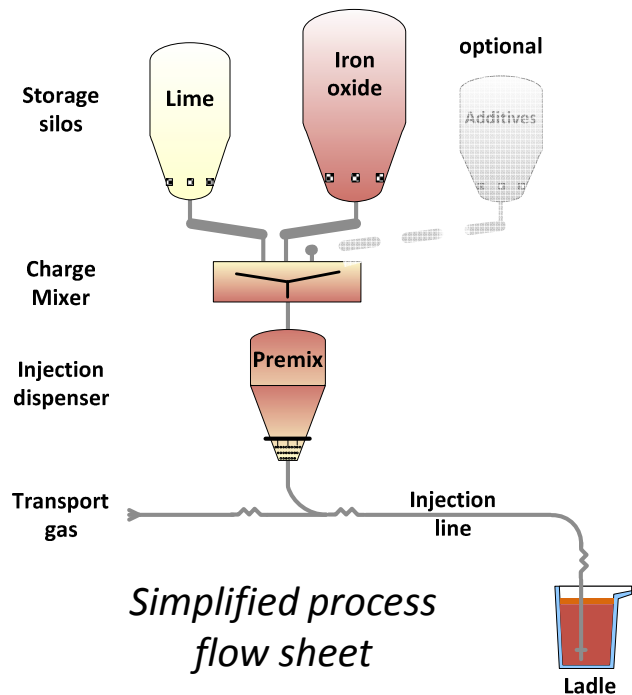 optional
Storage
silos
Lime
Iron
oxide
Additives
Charge
Mixer
Injection
dispenser
Premix
Transport
gas
Injection
line
Simplified process
flow sheet
Ladle